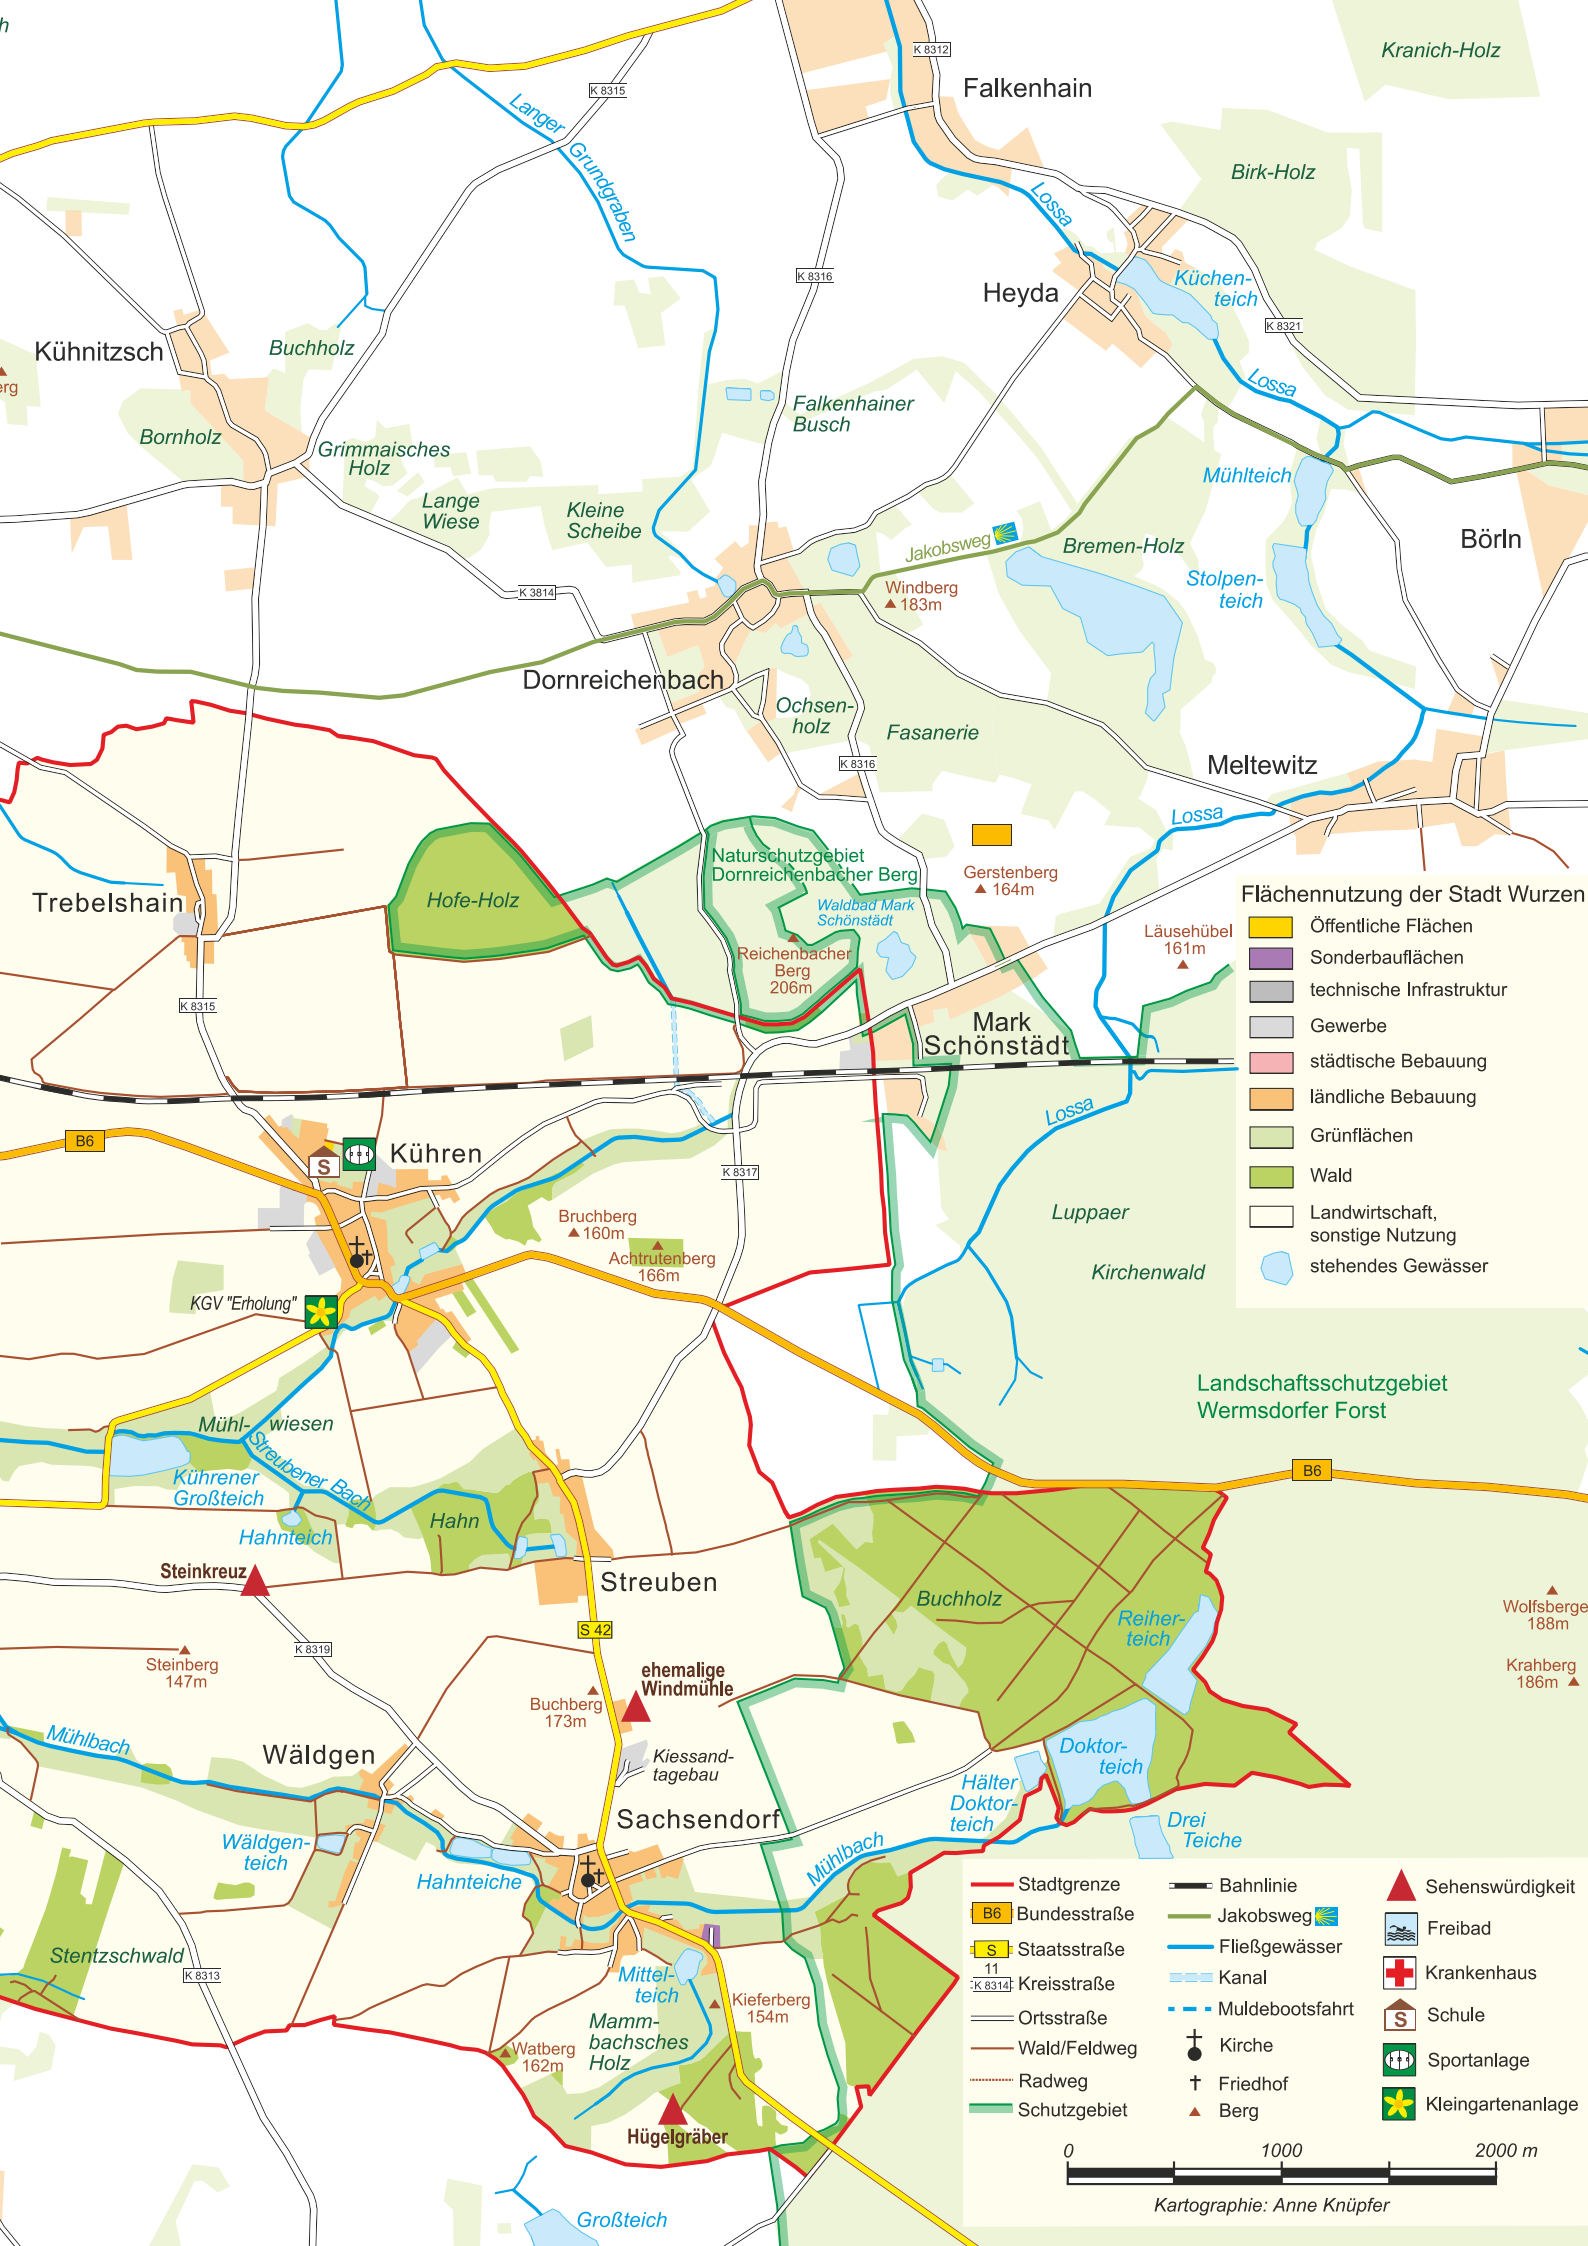 h
Kranich-Holz
K 8312
Falkenhain
K 8315
Langer
Grundgraben
Birk-Holz
Lossa
K 8316
Heyda
Küchen-
teich
K 8321
Kühnitzsch
Buchholz
erg
Lossa
Falkenhainer
Busch
Bornholz
Grimmaisches
Holz
Mühlteich
Lange
Wiese
Kleine
Scheibe
Börln
Jakobsweg
Bremen-Holz
Stolpen-
teich
Windberg
183m
K 3814
Dornreichenbach
Ochsen-
holz
Fasanerie
K 8316
Meltewitz
Lossa
Naturschutzgebiet
Dornreichenbacher Berg
Gerstenberg
164m
Hofe-Holz
Trebelshain
Waldbad Mark
Schönstädt
Läusehübel
161m
Reichenbacher
Berg
206m
K 8315
Mark
Schönstädt
Flächennutzung der Stadt Wurzen
Öffentliche Flächen
Sonderbauflächen
technische Infrastruktur
Gewerbe
städtische Bebauung
ländliche Bebauung
Grünflächen
Wald
Landwirtschaft,
sonstige Nutzung
stehendes Gewässer
Lossa
B6
S
Kühren
K 8317
Bruchberg
160m
Achtrutenberg
166m
Luppaer
Kirchenwald
KGV "Erholung"
Landschaftsschutzgebiet
Wermsdorfer Forst
Mühl-
wiesen
Streubener Bach
Kührener
Großteich
B6
Hahnteich
Hahn
Steinkreuz
Streuben
Buchholz
Reiher-
teich
Wolfsberge
188m
S 42
K 8319
Steinberg
147m
Krahberg
186m
ehemalige
Windmühle
Buchberg
173m
Mühlbach
Wäldgen
Kiessand-
tagebau
Doktor-
teich
Hälter
Doktor-
teich
Sachsendorf
Drei
Teiche
Wäldgen-
teich
Mühlbach
Hahnteiche
Stentzschwald
K 8313
Mittel-
teich
Kieferberg
154m
Mamm-
bachsches
Holz
Watberg
162m
Hügelgräber
Großteich
Stadtgrenze
B6
Bundesstraße
S
11
Staatsstraße
K 8314
Kreisstraße
Ortsstraße
Wald/Feldweg
Radweg
Schutzgebiet
Bahnlinie
Jakobsweg
Fließgewässer
Kanal
Muldebootsfahrt
Kirche
Friedhof
Berg
Sehenswürdigkeit
Freibad
Krankenhaus
S
Schule
Sportanlage
Kleingartenanlage
0 1000 2000 m
Kartographie: Anne Knüpfer